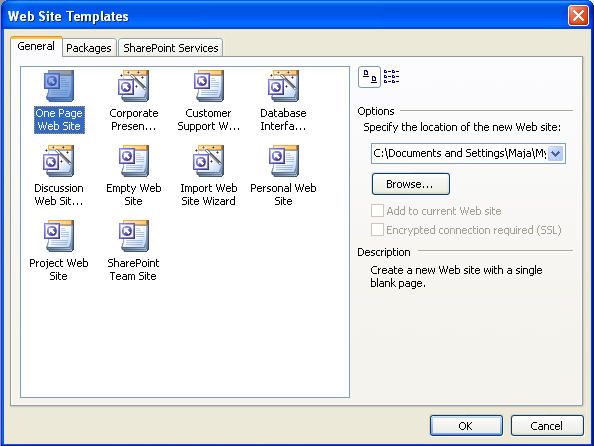 Web Site Templates
General Packages SharePoint Services
One Page
Web Site
Corporate
Presen...
Customer
Support W...
Database
Interfa...
Discussion
Web Sit...
Empty Web
Site
Import Web
Site Wizard
Personal Web
Site
Project Web
Site
SharePoint
Team Site
Options
Specify the location of the new Web site:
C:\Documents and Settings\Maja\My
Browse...
Add to current Web site
Encrypted connection required (SSL)
Description
Create a new Web site with a single
blank page.
OK Cancel